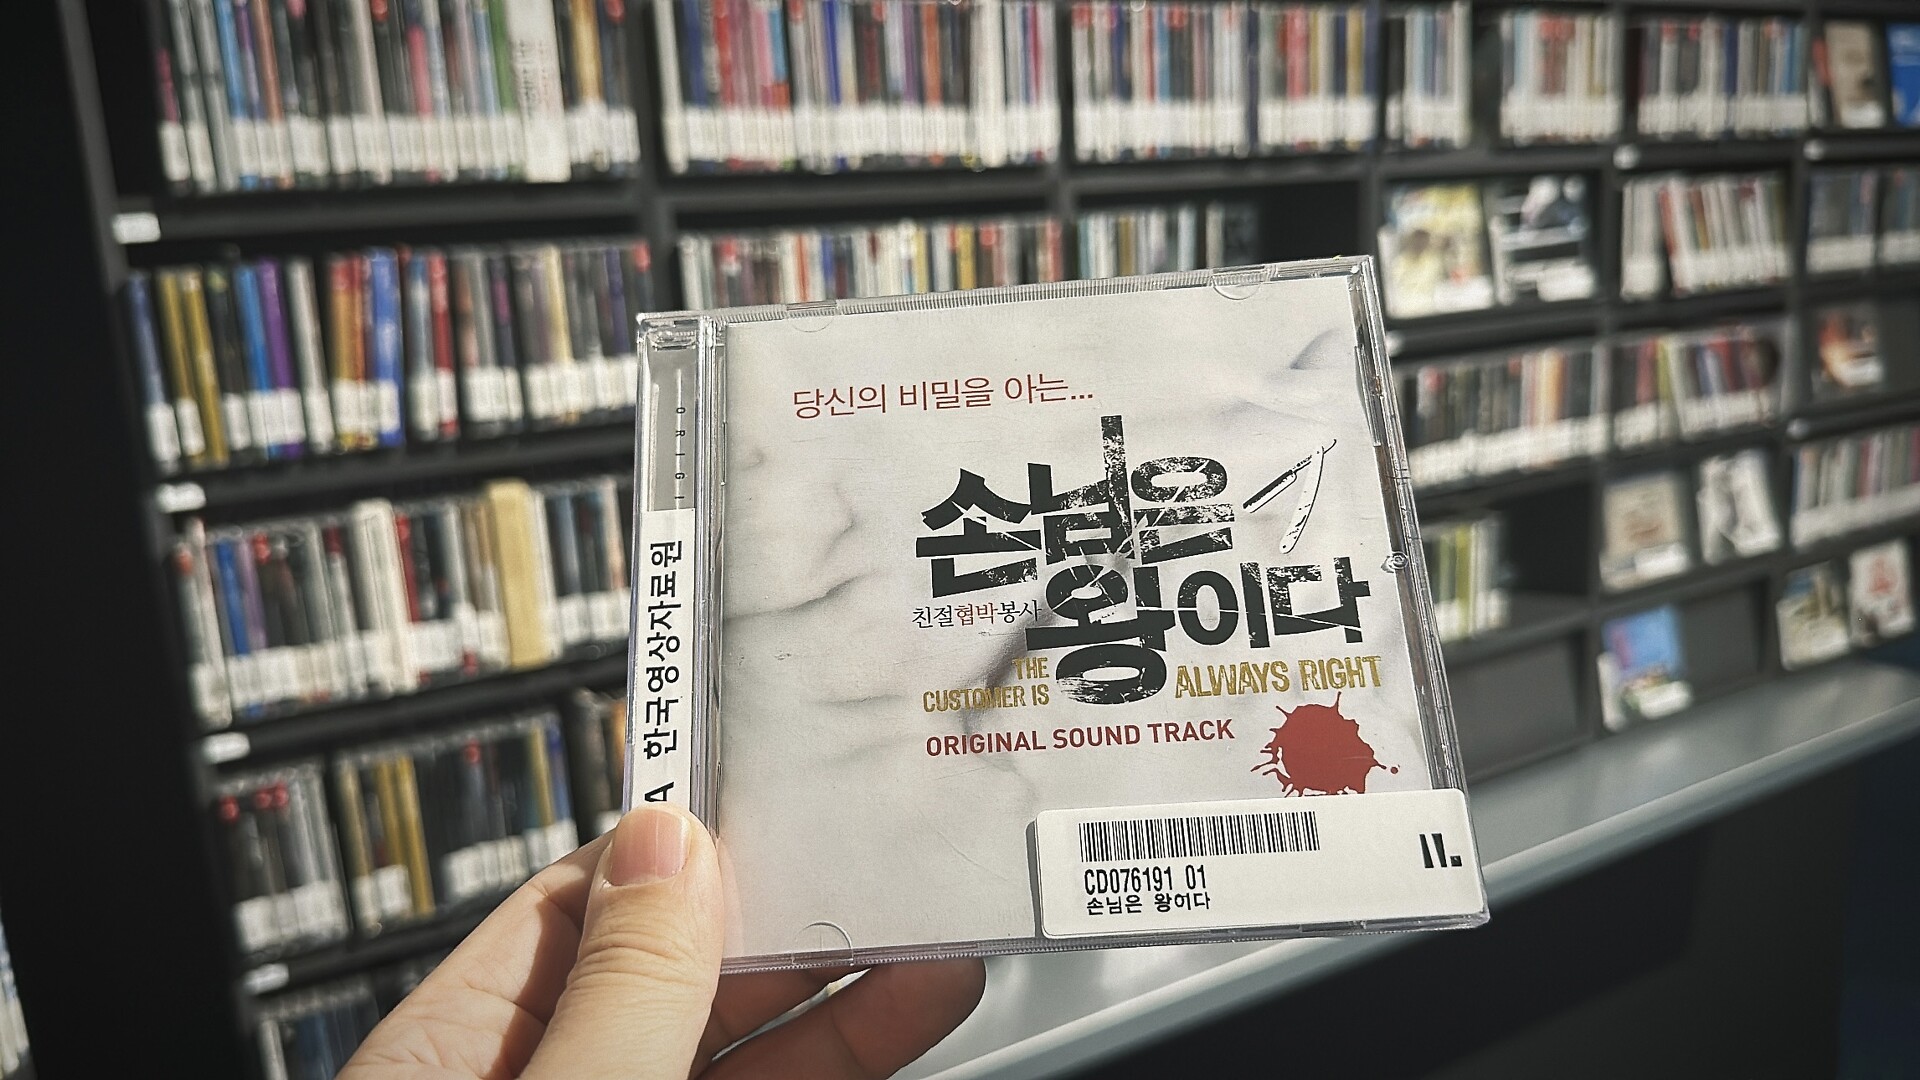 당신의 비밀을 아는...
손님은
왕이다
친절협박봉사
THE
CUSTOMER IS
ALWAYS RIGHT
ORIGINAL SOUND TRACK
CD076191 01
손님은 왕이다
한국영상자료원